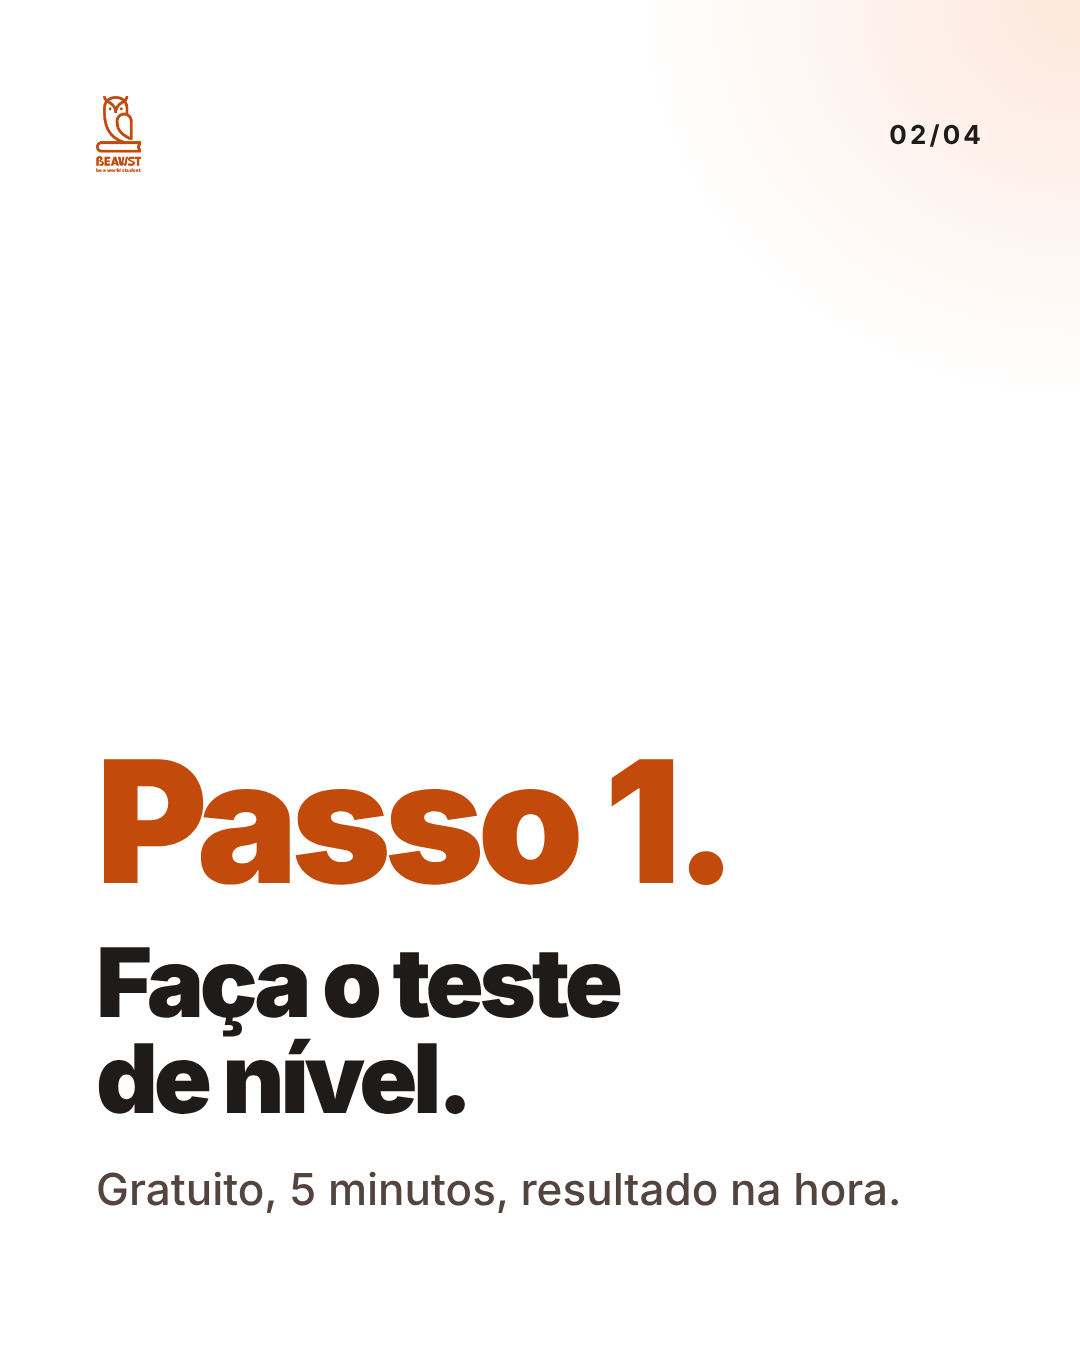 BEAWST
be a world student
02/04
Passo 1.
Faça o teste
de nível.
Gratuito, 5 minutos, resultado na hora.